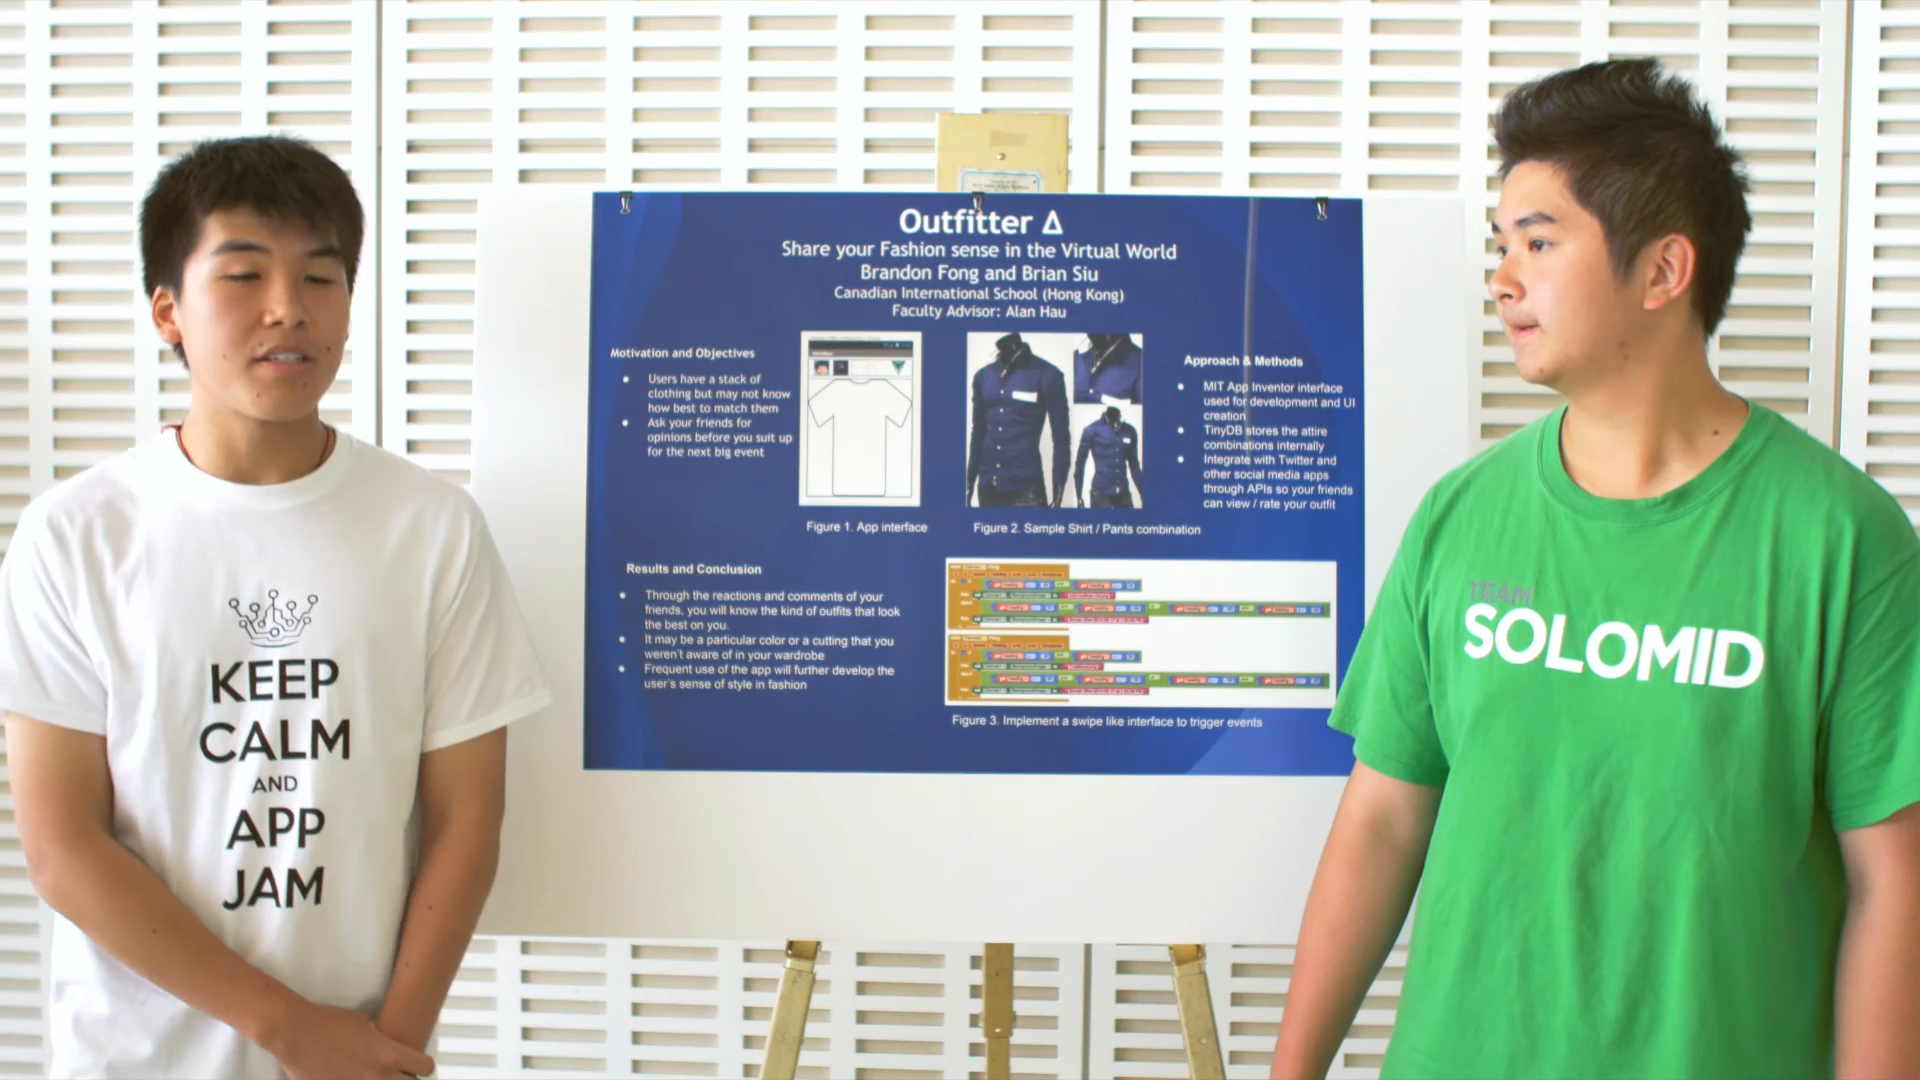 Outfitter Δ
Share your Fashion sense in the Virtual World
Brandon Fong and Brian Siu
Canadian International School (Hong Kong)
Faculty Advisor: Alan Hau
Motivation and Objectives
• Users have a stack of
clothing but may not know
how best to match them
• Ask your friends for
opinions before you suit up
for the next big event
Figure 1. App interface
Figure 2. Sample Shirt / Pants combination
Approach & Methods
• MIT App Inventor interface
used for development and UI
creation
• TinyDB stores the attire
combinations internally
• Integrate with Twitter and
other social media apps
through APIs so your friends
can view / rate your outfit
Results and Conclusion
• Through the reactions and comments of your
friends, you will know the kind of outfits that look
the best on you.
• It may be a particular color or a cutting that you
weren't aware of in your wardrobe
• Frequent use of the app will further develop the
user's sense of style in fashion
Figure 3. Implement a swipe like interface to trigger events
KEEP
CALM
AND
APP
JAM
TEAM
SOLOMID